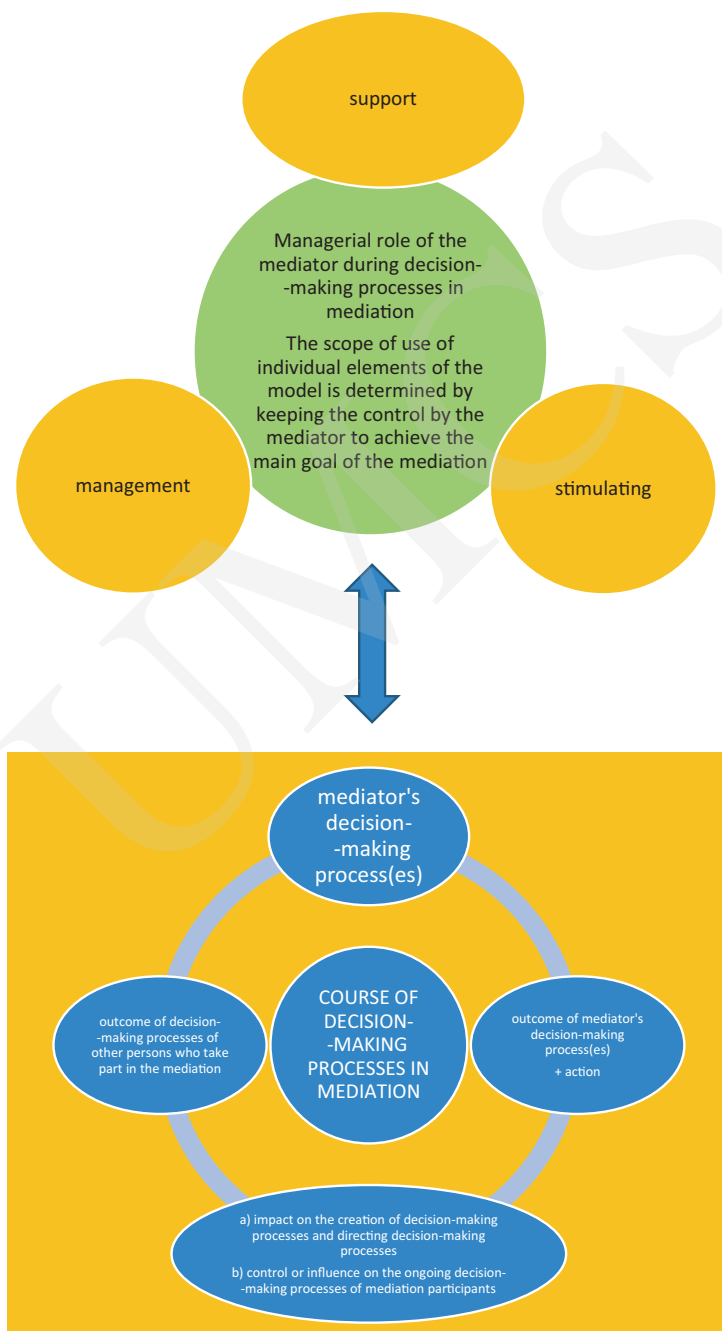 support
Managerial role of the
mediator during decision-
-making processes in
mediation
The scope of use of
individual elements of the
model is determined by
keeping the control by the
mediator to achieve the
main goal of the mediation
management
stimulating
UMCS
mediator's
decision-
-making
process(es)
outcome of decision-
-making processes of
other persons who take
part in the mediation
COURSE OF
DECISION-
-MAKING
PROCESSES IN
MEDIATION
outcome of mediator's
decision-making
process(es)
+ action
a) impact on the creation of decision-making
processes and directing decision-making
processes
b) control or influence on the ongoing decision-
-making processes of mediation participants